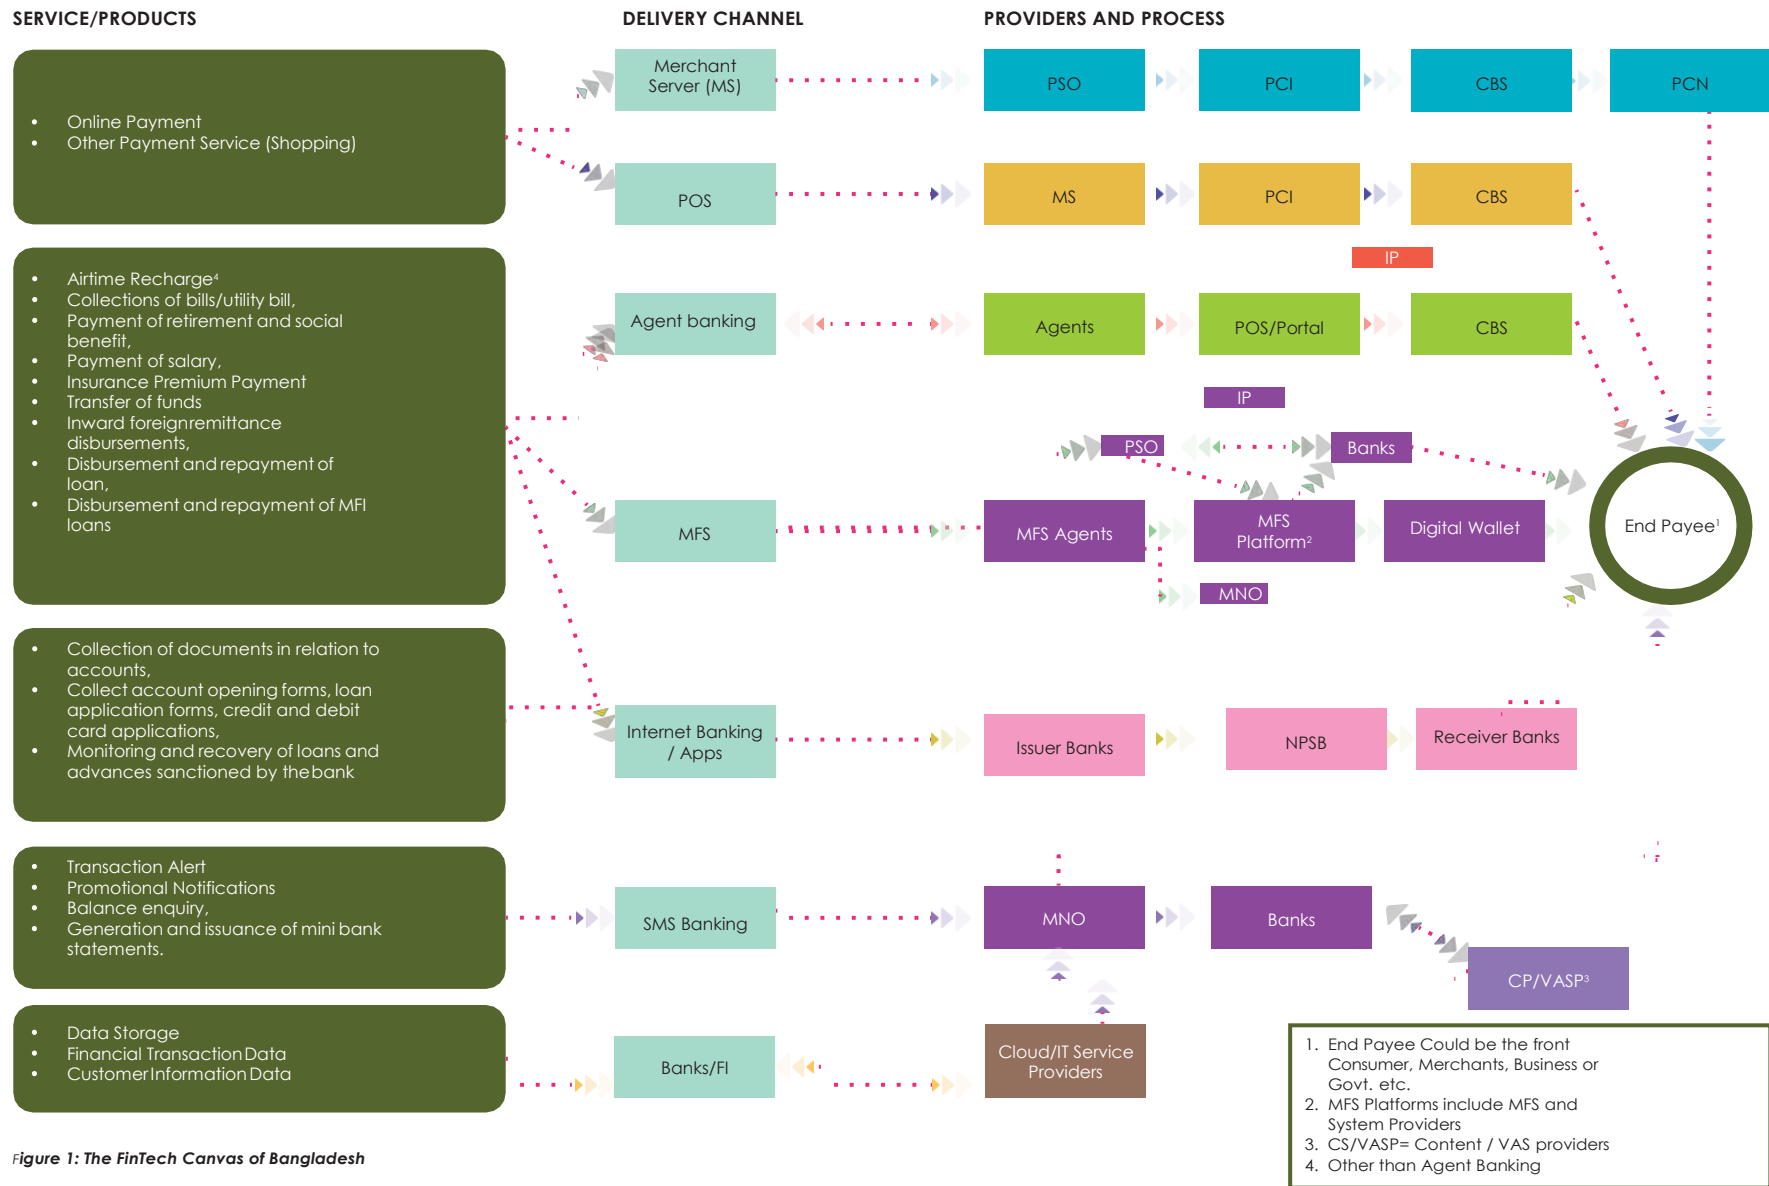 SERVICE/PRODUCTS
DELIVERY CHANNEL
PROVIDERS AND PROCESS
• Online Payment
• Other Payment Service (Shopping)
Merchant
Server (MS)
PSO
PCI
CBS
PCN
POS
MS
PCI
CBS
• Airtime Recharge4
• Collections of bills/utility bill,
• Payment of retirement and social
benefit,
• Payment of salary,
• Insurance Premium Payment
• Transfer of funds
• Inward foreignremittance
disbursements,
• Disbursement and repayment of
loan,
• Disbursement and repayment of MFI
loans
IP
Agent banking
Agents
POS/Portal
CBS
IP
PSO
Banks
MFS
MFS Agents
MFS
Platform2
Digital Wallet
End Payee1
MNO
• Collection of documents in relation to
accounts,
• Collect account opening forms, loan
application forms, credit and debit
card applications,
• Monitoring and recovery of loans and
advances sanctioned by thebank
Internet Banking
/ Apps
Issuer Banks
NPSB
Receiver Banks
• Transaction Alert
• Promotional Notifications
• Balance enquiry,
• Generation and issuance of mini bank
statements.
SMS Banking
MNO
Banks
CP/VASP3
• Data Storage
• Financial TransactionData
• CustomerInformationData
Banks/FI
Cloud/IT Service
Providers
1. End Payee Could be the front
Consumer, Merchants, Business or
Govt. etc.
2. MFS Platforms include MFS and
System Providers
3. CS/VASP= Content / VAS providers
4. Other than Agent Banking
Figure 1: The FinTech Canvas of Bangladesh